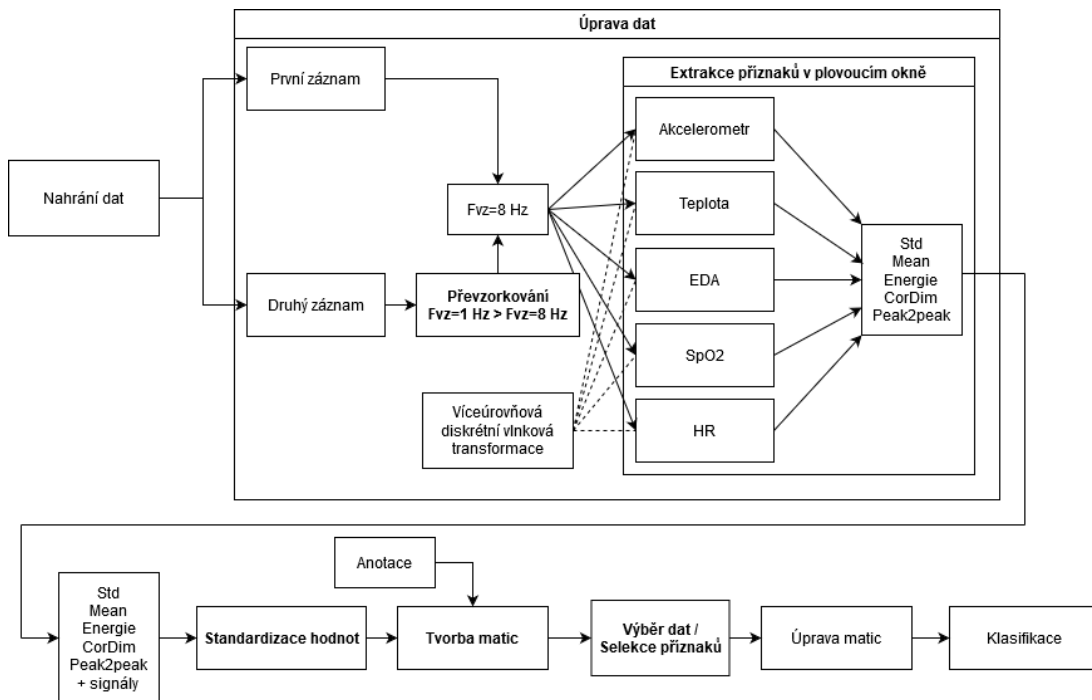 Úprava dat
Extrakce příznaků v plovoucím okně
První záznam
Akcelerometr
Nahrání dat
Fvz=8 Hz
Teplota
Std
Mean
Energie
CorDim
Peak2peak
EDA
Druhý záznam
Převzorkování
Fvz=1 Hz > Fvz=8 Hz
SpO2
Víceúrovňová
diskrétní vlnková
transformace
HR
Anotace
Std
Mean
Energie
CorDim
Peak2peak
+ signály
Standardizace hodnot
Tvorba matic
Výběr dat /
Selekce příznaků
Úprava matic
Klasifikace